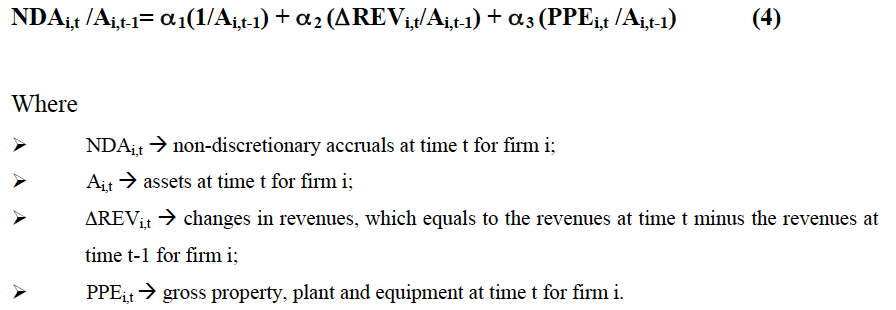 NDAi,t /Ai,t-1= α1(1/Ai,t-1) + α2 (ΔREVi,t/Ai,t-1) + α3 (PPEi,t /Ai,t-1) (4)
Where
➢ NDAi,t → non-discretionary accruals at time t for firm i;
➢ Ai,t → assets at time t for firm i;
➢ ΔREVi,t → changes in revenues, which equals to the revenues at time t minus the revenues at
time t-1 for firm i;
➢ PPEi,t → gross property, plant and equipment at time t for firm i.